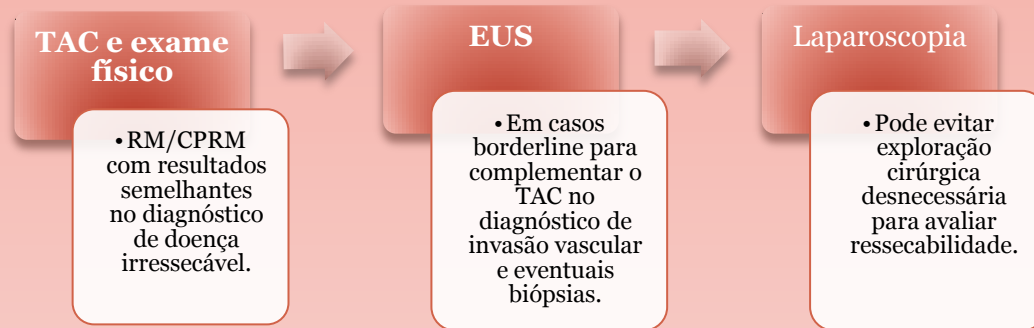 TAC e exame
físico
•RM/CPRM
com resultados
semelhantes
no diagnóstico
de doença
irressecável.
EUS
•Em casos
borderline para
complementar o
TAC no
diagnóstico de
invasão vascular
e eventuais
biópsias.
Laparoscopia
•Pode evitar
exploração
cirúrgica
desnecessária
para avaliar
ressecabilidade.